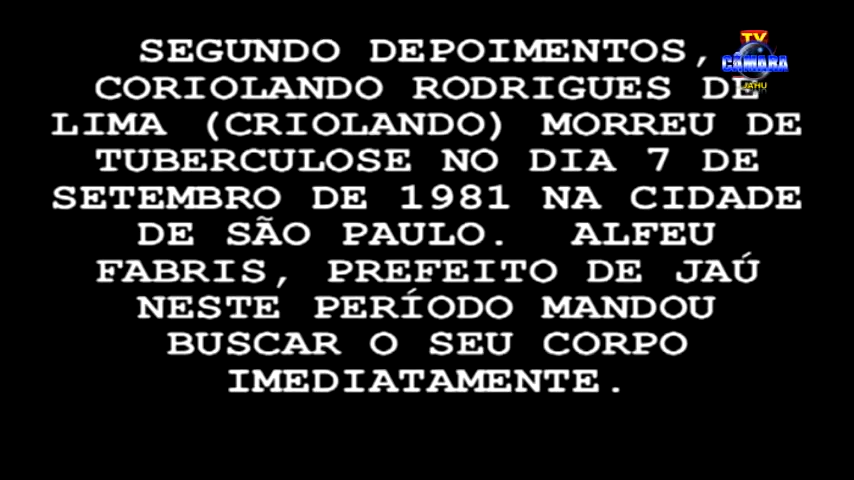 TV
CÂMARA
JAHU
SEGUNDO DEPOIMENTOS,
CORIOLANDO RODRIGUES DE
LIMA (CRIOLANDO) MORREU DE
TUBERCULOSE NO DIA 7 DE
SETEMBRO DE 1981 NA CIDADE
DE SÃO PAULO. ALFEU
FABRIS, PREFEITO DE JAÚ
NESTE PERÍODO MANDOU
BUSCAR O SEU CORPO
IMEDIATAMENTE.